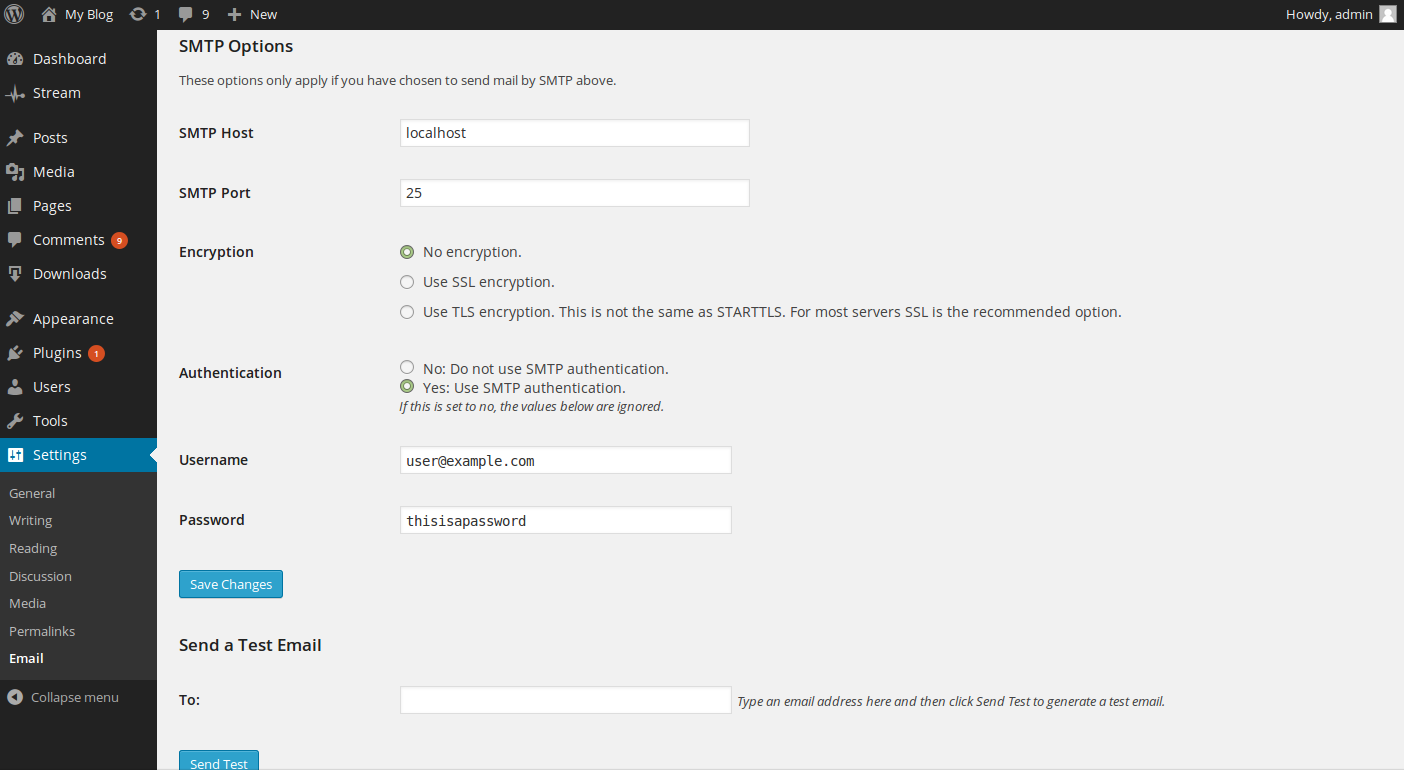 My Blog 1 9 New Howdy, admin
Dashboard
Stream
Posts
Media
Pages
Comments 9
Downloads
Appearance
Plugins 1
Users
Tools
Settings
General
Writing
Reading
Discussion
Media
Permalinks
Email
Collapse menu
SMTP Options
These options only apply if you have chosen to send mail by SMTP above.
SMTP Host localhost
SMTP Port 25
Encryption No encryption.
Use SSL encryption.
Use TLS encryption. This is not the same as STARTTLS. For most servers SSL is the recommended option.
Authentication No: Do not use SMTP authentication.
Yes: Use SMTP authentication.
If this is set to no, the values below are ignored.
Username user@example.com
Password thisisapassword
Save Changes
Send a Test Email
To: Type an email address here and then click Send Test to generate a test email.
Send Test